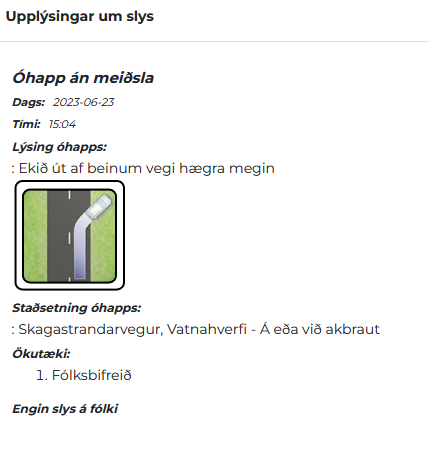 Upplýsingar um slys
Óhapp án meiðsla
Dags: 2023-06-23
Tími: 15:04
Lýsing óhapps:
: Ekið út af beinum vegi hægra megin
Staðsetning óhapps:
: Skagastrandarvegur, Vatnahverfi - Á eða við akbraut
Ökutæki:
1. Fólksbifreið
Engin slys á fólki